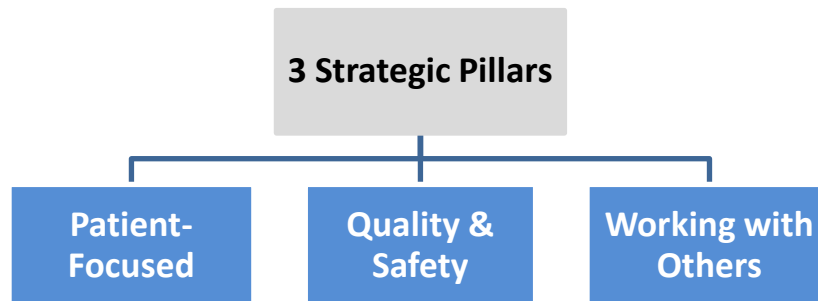 3 Strategic Pillars
Patient-
Focused
Quality &
Safety
Working with
Others